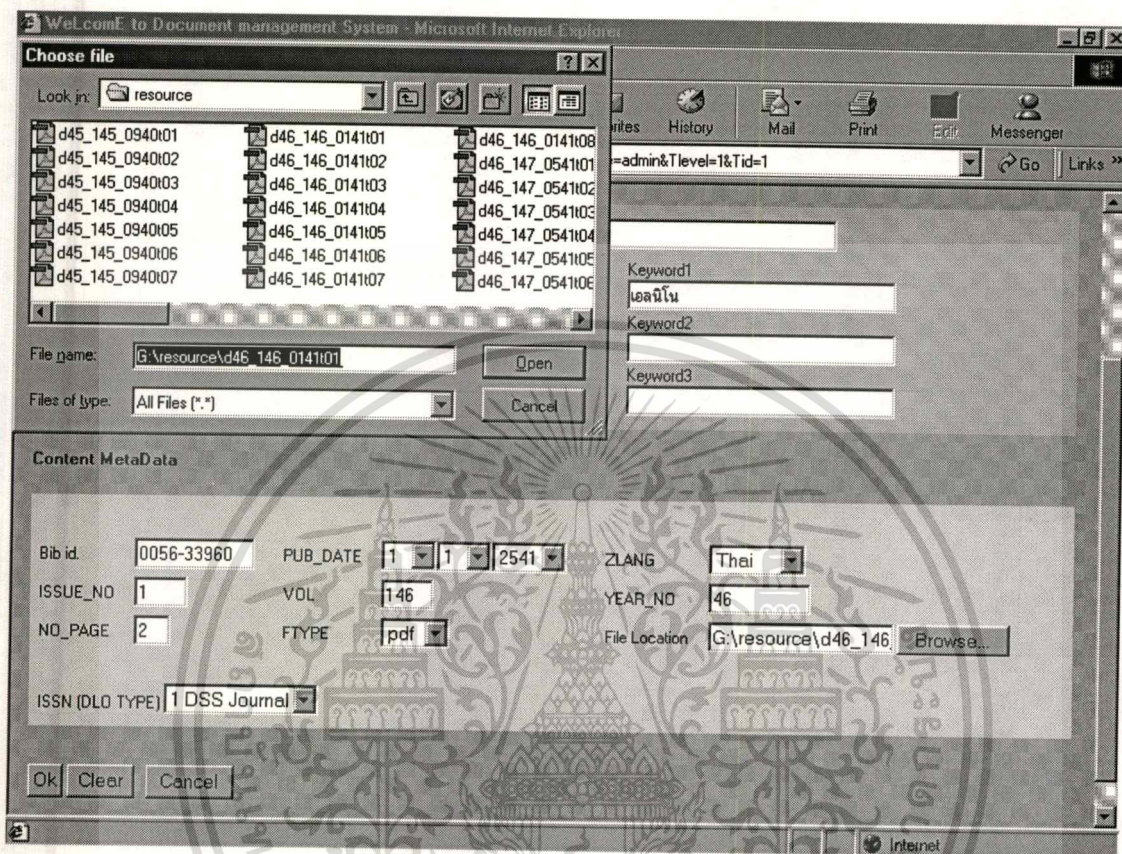 WeLcomE to Document management System - Microsoft Internet Explorer
Choose file
Look in: resource
d45_145_0940t01
d45_145_0940t02
d45_145_0940t03
d45_145_0940t04
d45_145_0940t05
d45_145_0940t06
d45_145_0940t07
d46_146_0141t01
d46_146_0141t02
d46_146_0141t03
d46_146_0141t04
d46_146_0141t05
d46_146_0141t06
d46_146_0141t07
d46_146_0141t08
d46_147_0541t01
d46_147_0541t02
d46_147_0541t03
d46_147_0541t04
d46_147_0541t05
d46_147_0541t06
File name: G:\resource\d46_146_0141t01 Open
Files of type: All Files (*.*) Cancel
rites History Mail Print Edit Messenger
=admin&Tlevel=1&Tid=1 Go Links »
Keyword1
เอลนิโน
Keyword2
Keyword3
Content MetaData
Bib id. 0056-33960 PUB_DATE 1 1 2541 ZLANG Thai
ISSUE_NO 1 VOL 146 YEAR_NO 46
NO_PAGE 2 FTYPE pdf File Location G:\resource\d46_146_ Browse...
ISSN (DLO TYPE) 1 DSS Journal
Ok Clear Cancel
Internet